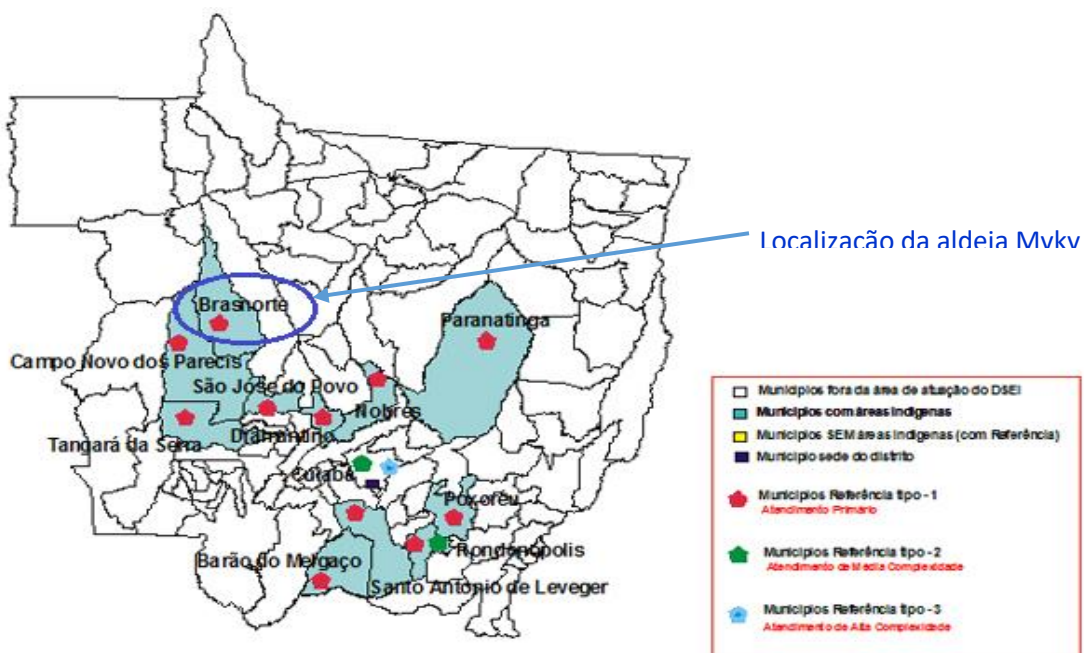 Localização da aldeia Myky
Brasnorte
Paranatinga
Campo Novo dos Parecis
São José do Povo
Nobres
Diamantino
Tangará da Serra
Cuiabá
Poxoréu
Rondonópolis
Barão do Melgaço
Santo Antonio de Leveger
Municípios fora da área de atuação do DSEI
Municípios com áreas indígenas
Municípios SEM áreas indígenas (com Referência)
Município sede do distrito
Municípios Referência tipo - 1
Atendimento Primário
Municípios Referência tipo - 2
Atendimento de Média Complexidade
Municípios Referência tipo - 3
Atendimento de Alta Complexidade